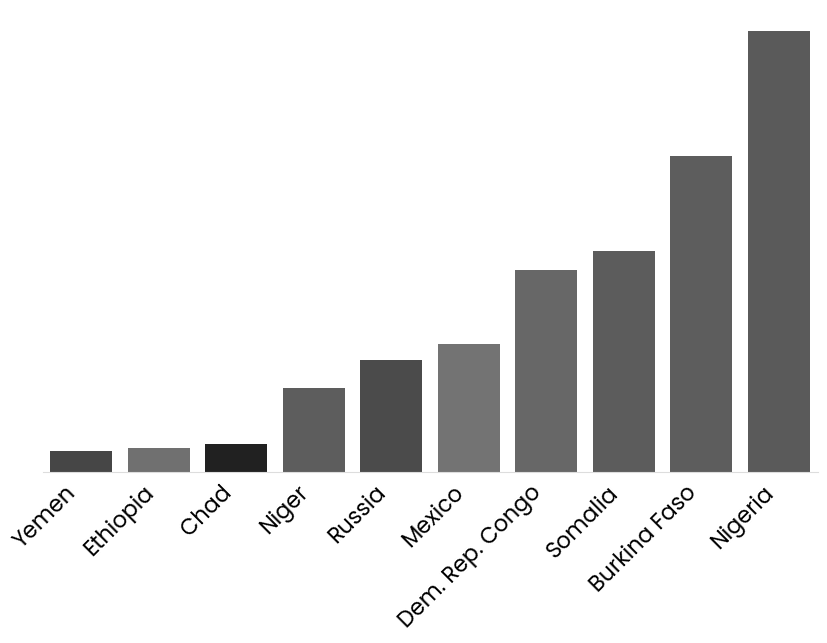 Yemen
Ethiopia
Chad
Niger
Russia
Mexico
Dem. Rep. Congo
Somalia
Burkina Faso
Nigeria